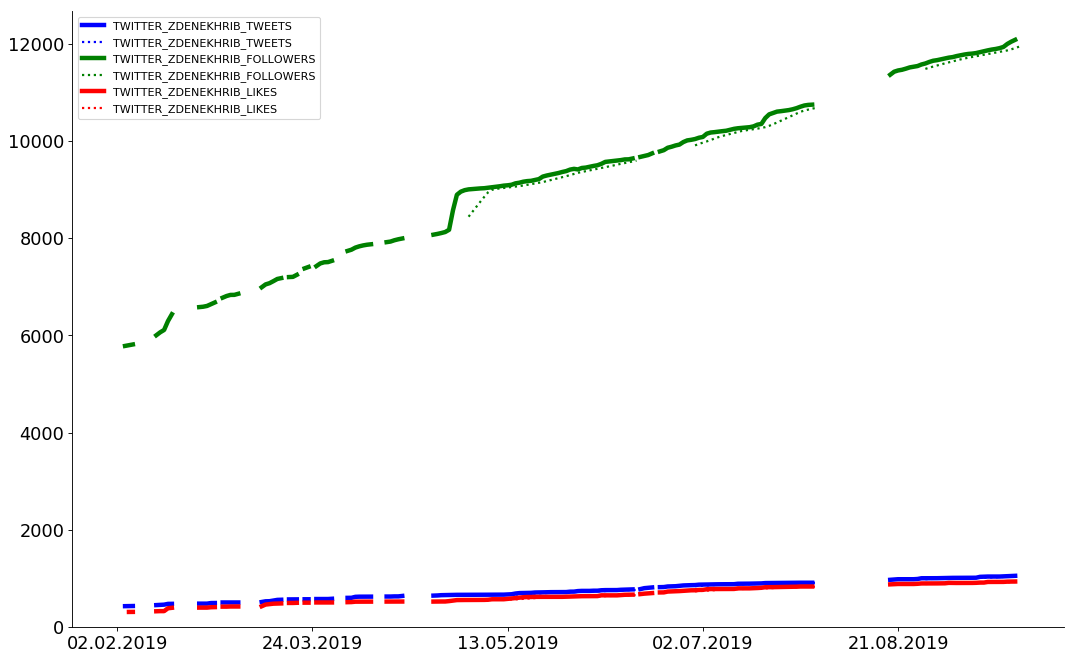 TWITTER_ZDENEKHRIB_TWEETS
TWITTER_ZDENEKHRIB_TWEETS
TWITTER_ZDENEKHRIB_FOLLOWERS
TWITTER_ZDENEKHRIB_FOLLOWERS
TWITTER_ZDENEKHRIB_LIKES
TWITTER_ZDENEKHRIB_LIKES
12000
10000
8000
6000
4000
2000
0
02.02.2019 24.03.2019 13.05.2019 02.07.2019 21.08.2019